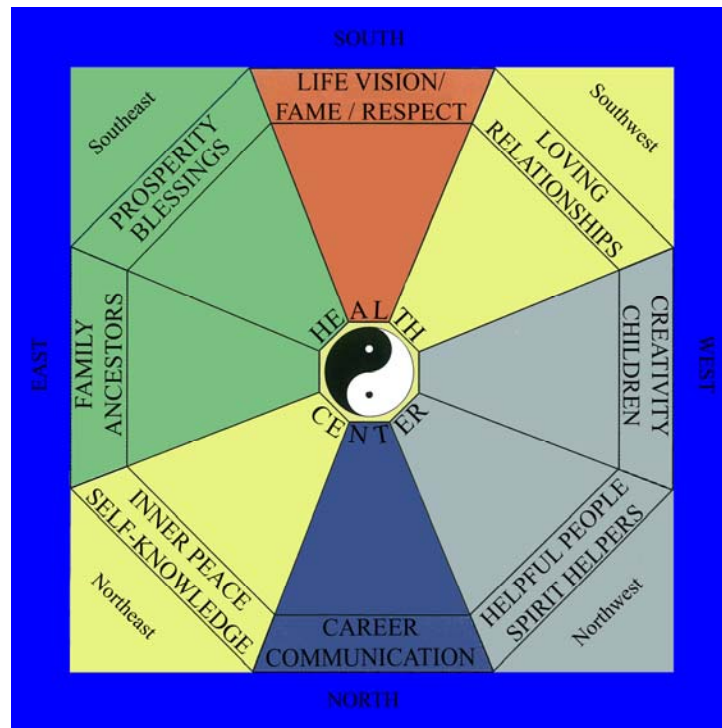 SOUTH
Southeast
LIFE VISION/
FAME / RESPECT
Southwest
PROSPERITY
BLESSINGS
LOVING
RELATIONSHIPS
EAST
FAMILY
ANCESTORS
HEALTH
CENTER
CREATIVITY
CHILDREN
WEST
INNER PEACE
SELF-KNOWLEDGE
HELPFUL PEOPLE
SPIRIT HELPERS
Northeast
CAREER
COMMUNICATION
Northwest
NORTH